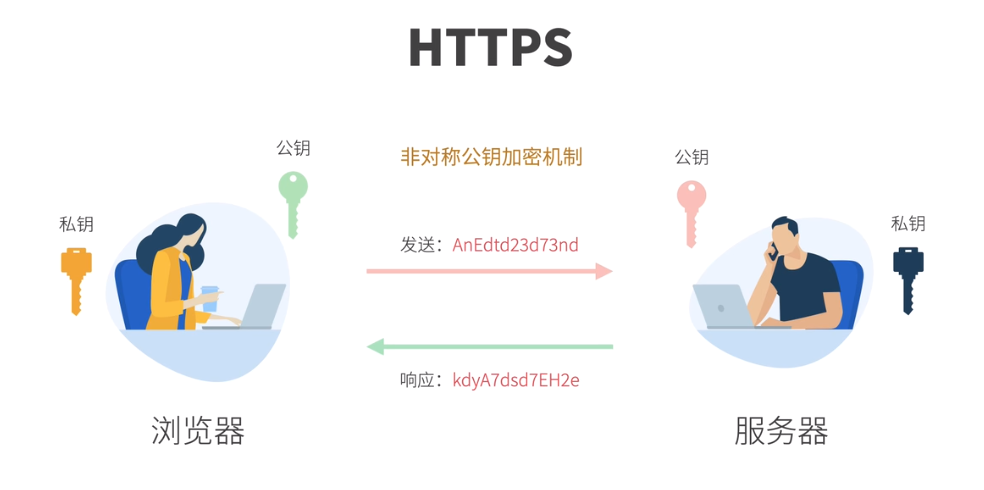 HTTPS
公钥
非对称公钥加密机制
公钥
私钥
私钥
发送：AnEdtd23d73nd
响应：kdyA7dsd7EH2e
浏览器
服务器